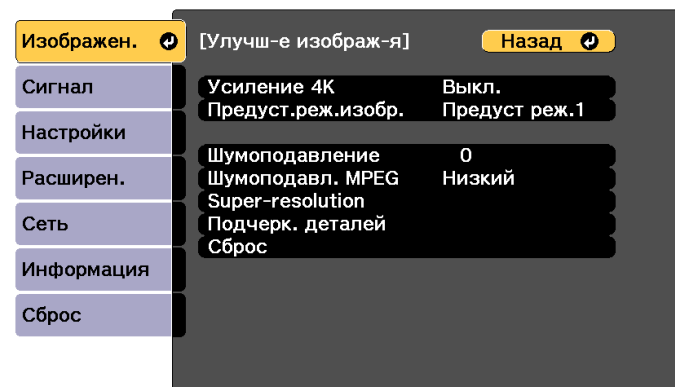 Изображен.
[Улучш-е изображ-я]
Назад
Сигнал
Настройки
Расширен.
Сеть
Информация
Сброс
Усиление 4K Выкл.
Предуст.реж.изобр. Предуст реж.1
Шумоподавление 0
Шумоподавл. MPEG Низкий
Super-resolution
Подчерк. деталей
Сброс